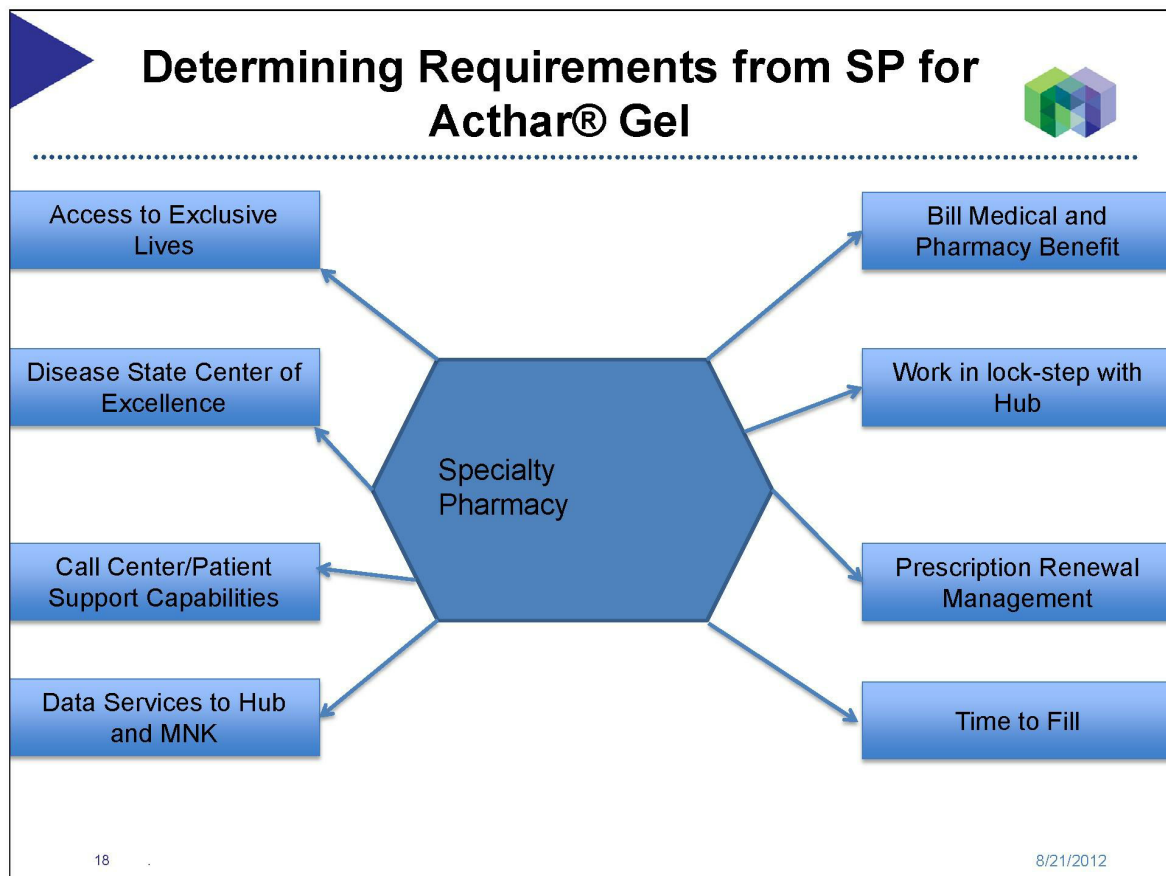 Determining Requirements from SP for
Acthar® Gel
Access to Exclusive
Lives
Bill Medical and
Pharmacy Benefit
Disease State Center of
Excellence
Work in lock-step with
Hub
Specialty
Pharmacy
Call Center/Patient
Support Capabilities
Prescription Renewal
Management
Data Services to Hub
and MNK
Time to Fill
18 .
8/21/2012